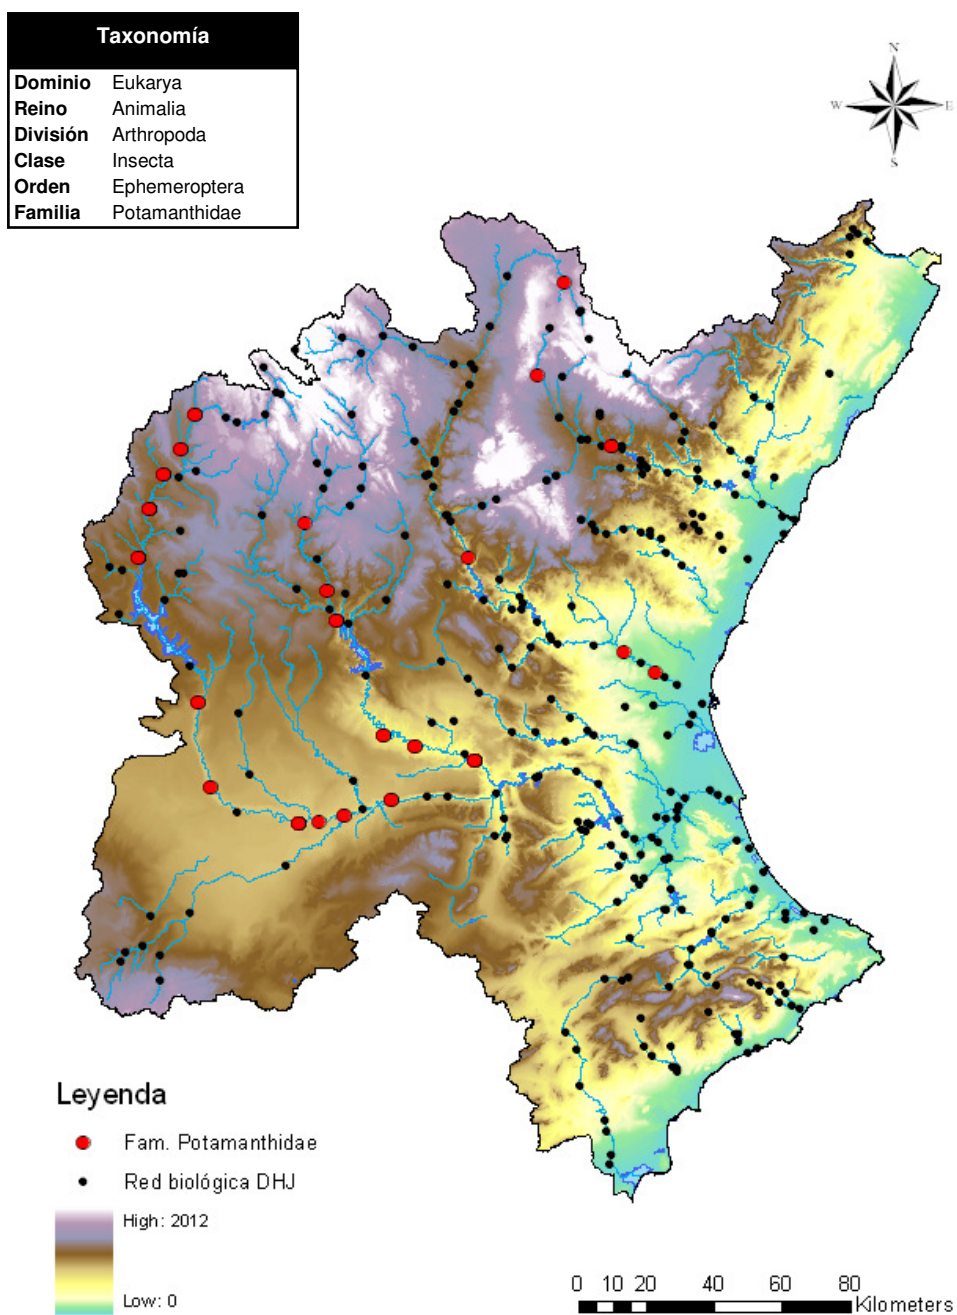 Taxonomía
Dominio Eukarya
Reino Animalia
División Arthropoda
Clase Insecta
Orden Ephemeroptera
Familia Potamanthidae
N
W E
S
Leyenda
Fam. Potamanthidae
Red biológica DHJ
High: 2012
Low: 0
0 10 20 40 60 80
Kilometers